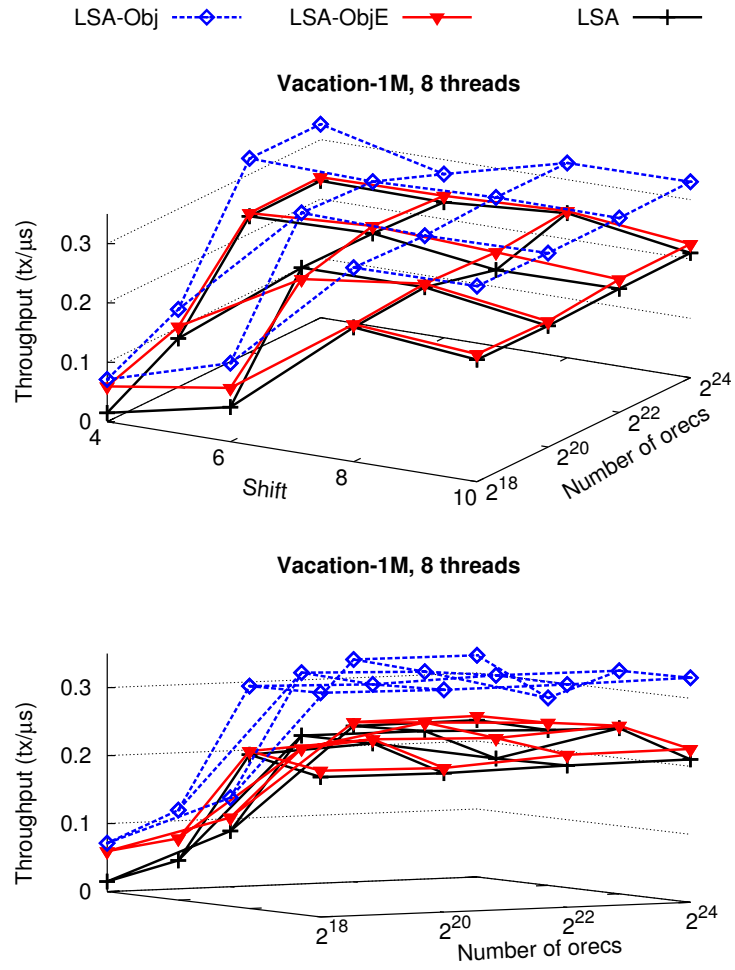 LSA-Obj LSA-ObjE LSA
Vacation-1M, 8 threads
Throughput (tx/µs)
0.3
0.2
0.1
0
4
6
8
10
Shift
2^18
2^20
2^22
2^24
Number of orecs
Vacation-1M, 8 threads
Throughput (tx/µs)
0.3
0.2
0.1
0
2^18
2^20
2^22
2^24
Number of orecs